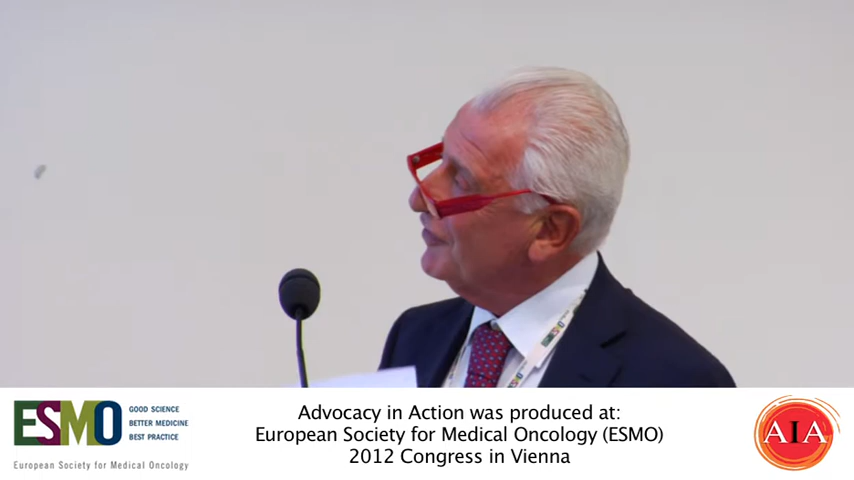 ESMO
GOOD SCIENCE
BETTER MEDICINE
BEST PRACTICE
European Society for Medical Oncology
Advocacy in Action was produced at:
European Society for Medical Oncology (ESMO)
2012 Congress in Vienna
AIA
ESMO